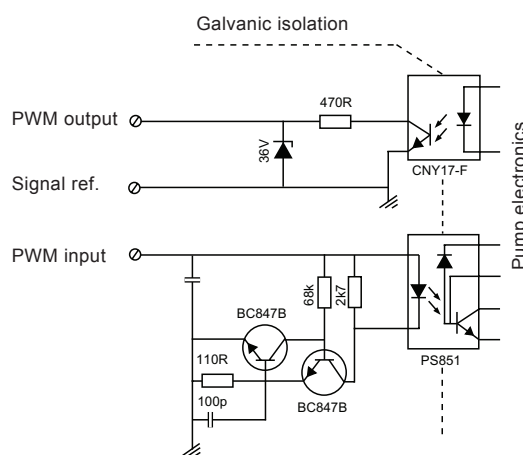 Galvanic isolation
470R
PWM output
36V
CNY17-F
Signal ref.
Pump electronics
PWM input
68k
2k7
BC847B
PS851
110R
100p
BC847B